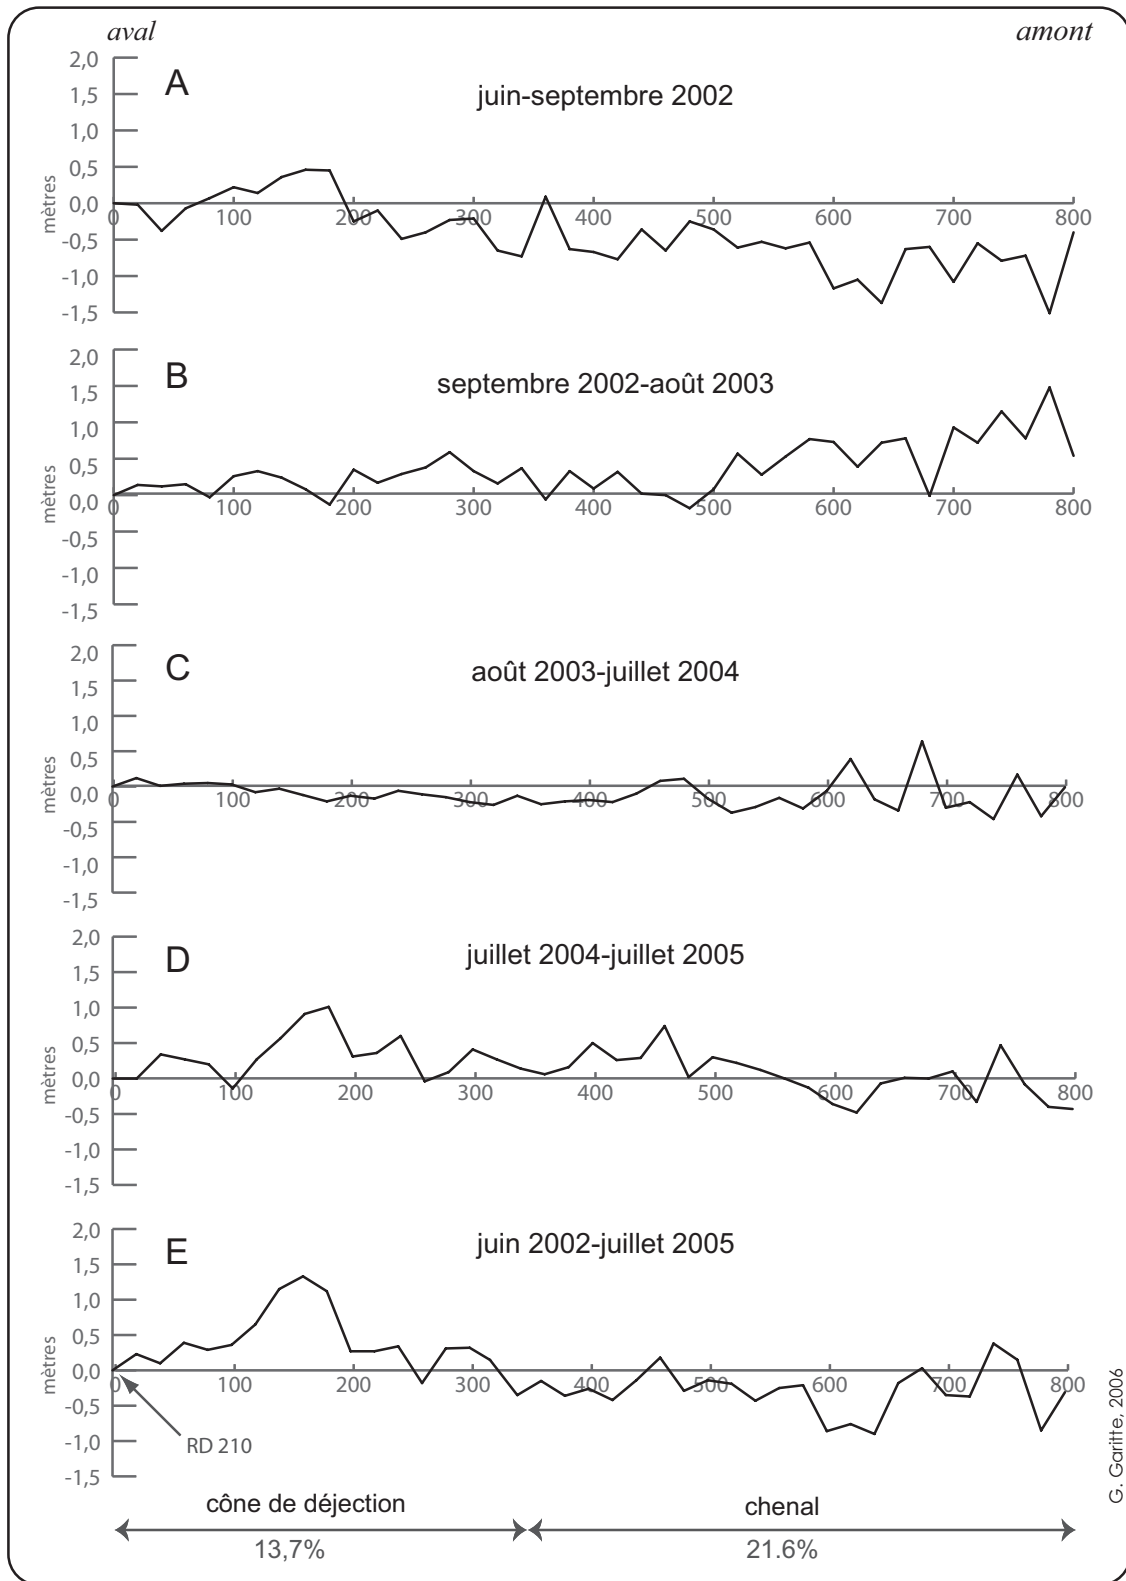 aval
amont
2,0
1,5
1,0
0,5
0,0
-0,5
-1,0
-1,5
mètres
A
juin-septembre 2002
0 100 200 300 400 500 600 700 800
2,0
1,5
1,0
0,5
0,0
-0,5
-1,0
-1,5
mètres
B
septembre 2002-août 2003
0 100 200 300 400 500 600 700 800
2,0
1,5
1,0
0,5
0,0
-0,5
-1,0
-1,5
mètres
C
août 2003-juillet 2004
0 100 200 300 400 500 600 700 800
2,0
1,5
1,0
0,5
0,0
-0,5
-1,0
-1,5
mètres
D
juillet 2004-juillet 2005
0 100 200 300 400 500 600 700 800
2,0
1,5
1,0
0,5
0,0
-0,5
-1,0
-1,5
mètres
E
juin 2002-juillet 2005
0 100 200 300 400 500 600 700 800
RD 210
cône de déjection
13,7%
chenal
21.6%
G. Garitte, 2006